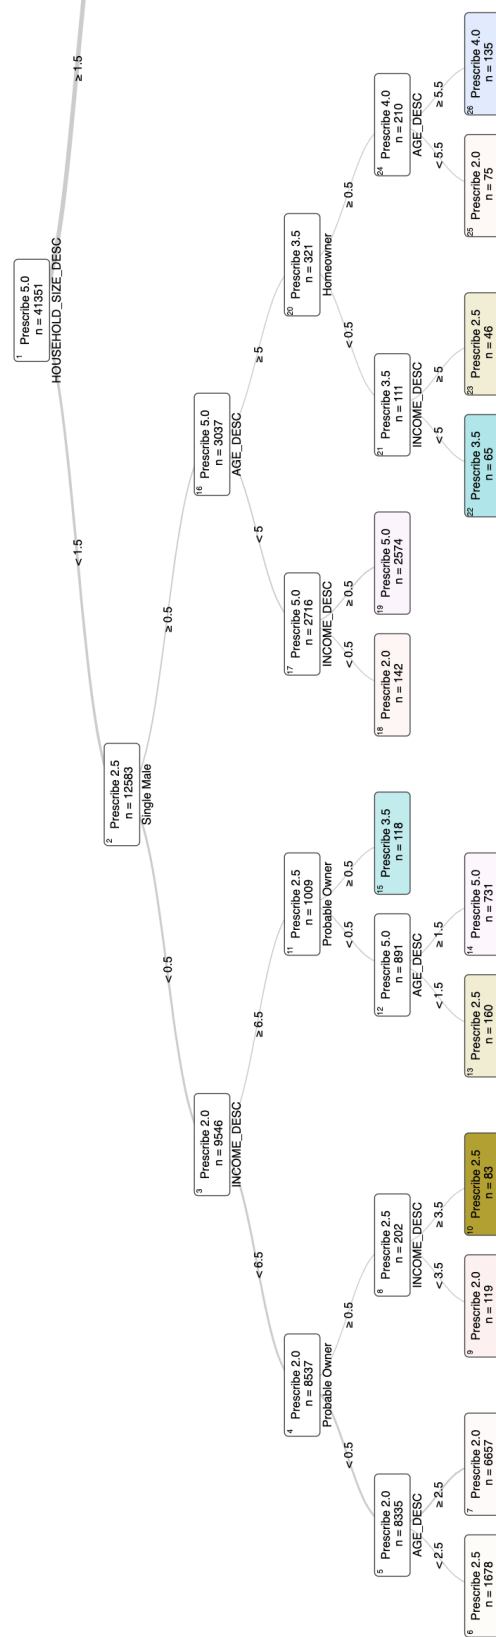 1
Prescribe 5.0
n = 41351
HOUSEHOLD_SIZE_DESC
< 1.5
≥ 1.5
2
Prescribe 2.5
n = 12583
Single Male
< 0.5
≥ 0.5
3
Prescribe 2.0
n = 9546
INCOME_DESC
< 6.5
≥ 6.5
16
Prescribe 5.0
n = 3037
AGE_DESC
< 5
≥ 5
4
Prescribe 2.0
n = 8537
Probable Owner
< 0.5
≥ 0.5
11
Prescribe 2.5
n = 1009
Probable Owner
< 0.5
≥ 0.5
17
Prescribe 5.0
n = 2716
INCOME_DESC
< 0.5
≥ 0.5
20
Prescribe 3.5
n = 321
Homeowner
< 0.5
≥ 0.5
5
Prescribe 2.0
n = 8335
AGE_DESC
< 2.5
≥ 2.5
8
Prescribe 2.5
n = 202
INCOME_DESC
< 3.5
≥ 3.5
12
Prescribe 5.0
n = 891
AGE_DESC
< 1.5
≥ 1.5
15
Prescribe 3.5
n = 118
18
Prescribe 2.0
n = 142
19
Prescribe 5.0
n = 2574
21
Prescribe 3.5
n = 111
INCOME_DESC
< 5
≥ 5
24
Prescribe 4.0
n = 210
AGE_DESC
< 5.5
≥ 5.5
6
Prescribe 2.5
n = 1678
7
Prescribe 2.0
n = 6657
9
Prescribe 2.0
n = 119
10
Prescribe 2.5
n = 83
13
Prescribe 2.5
n = 160
14
Prescribe 5.0
n = 731
22
Prescribe 3.5
n = 65
23
Prescribe 2.5
n = 46
25
Prescribe 2.0
n = 75
26
Prescribe 4.0
n = 135